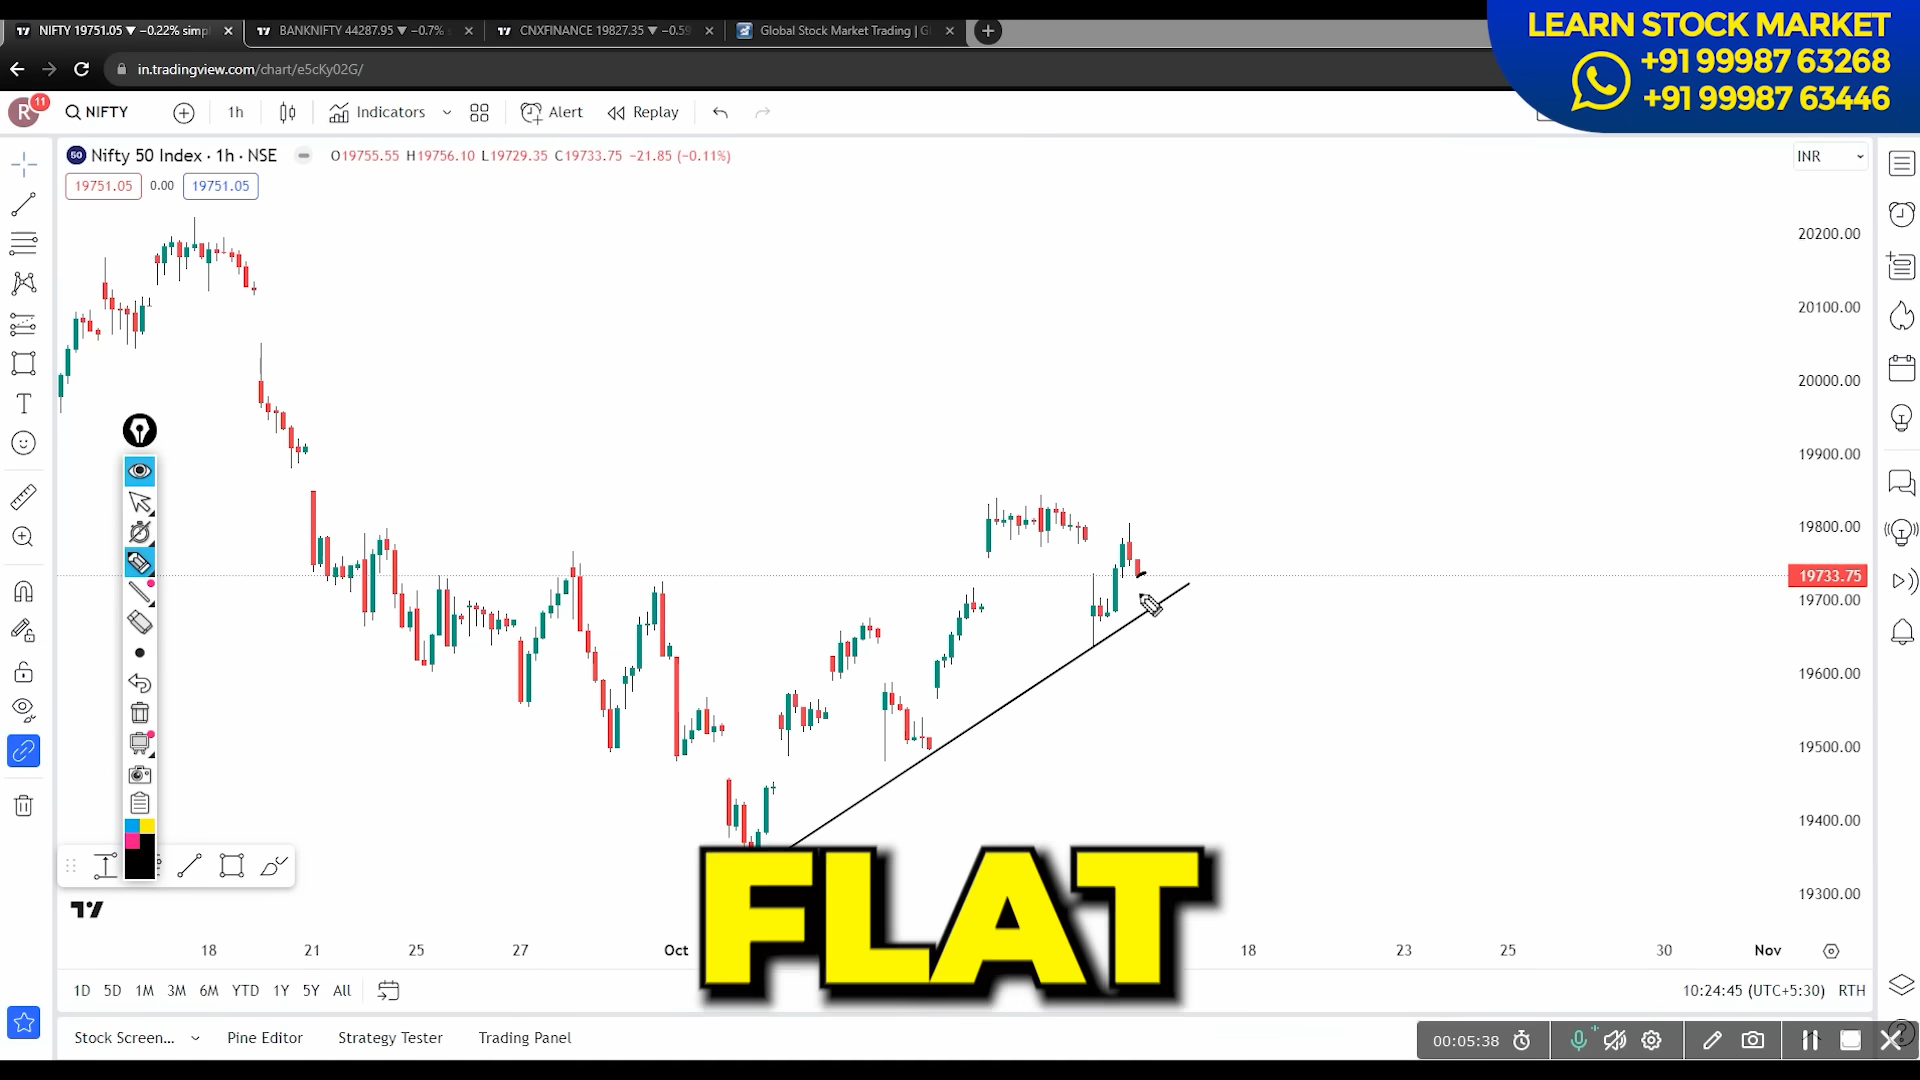 NIFTY 19751.05 ▼ −0.22% simpl
BANKNIFTY 44287.95 ▼ −0.7%
CNXFINANCE 19827.35 ▼ −0.59
Global Stock Market Trading | Gl
LEARN STOCK MARKET
+91 99987 63268
+91 99987 63446
in.tradingview.com/chart/e5cKy02G/
R
11
NIFTY
1h
Indicators
Alert
Replay
50
Nifty 50 Index · 1h · NSE
O19755.55 H19756.10 L19729.35 C19733.75 −21.85 (−0.11%)
INR
19751.05
0.00
19751.05
20200.00
20100.00
20000.00
19900.00
19800.00
19733.75
19700.00
19600.00
19500.00
19400.00
19300.00
FLAT
18
21
25
27
Oct
18
23
25
30
Nov
1D 5D 1M 3M 6M YTD 1Y 5Y All
10:24:45 (UTC+5:30)
RTH
Stock Screen...
Pine Editor
Strategy Tester
Trading Panel
00:05:38